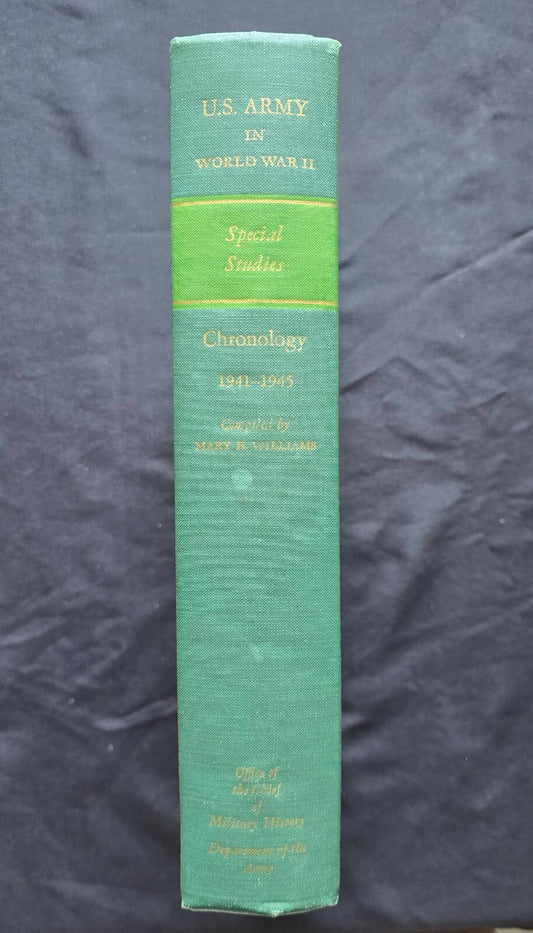 U.S. ARMY
IN
WORLD WAR II
Special
Studies
Chronology
1941–1945
Compiled by
MARY H. WILLIAMS
Office of
the Chief
of
Military History
Department of the
Army